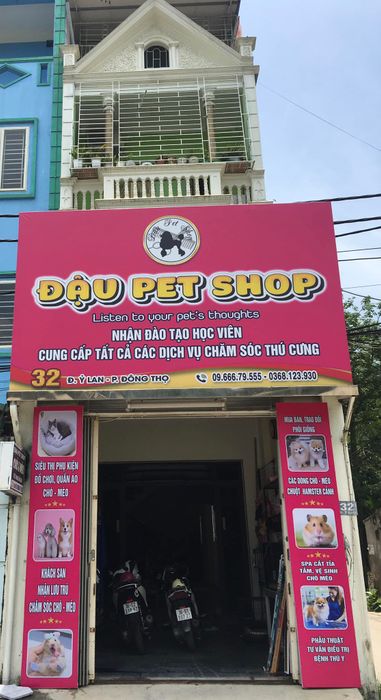 ĐẬU PET SHOP
Listen to your pet's thoughts
NHẬN ĐÀO TẠO HỌC VIÊN
CUNG CẤP TẤT CẢ CÁC DỊCH VỤ CHĂM SÓC THÚ CƯNG
32 Đ. Ỷ LAN - P. ĐÔNG THỌ 09.666.79.555 - 0368.123.930
SIÊU THỊ PHỤ KIỆN
ĐỒ CHƠI, QUẦN ÁO
CHÓ - MÈO
KHÁCH SẠN
NHẬN LƯU TRÚ
CHĂM SÓC CHÓ - MÈO
MUA BÁN, TRAO ĐỔI
PHỐI GIỐNG
CÁC DÒNG CHÓ - MÈO
CHUỘT HAMSTER CẢNH
SPA CẮT TỈA
TẮM, VỆ SINH
CHÓ MÈO
PHẪU THUẬT
TƯ VẤN ĐIỀU TRỊ
BỆNH THÚ Y
32